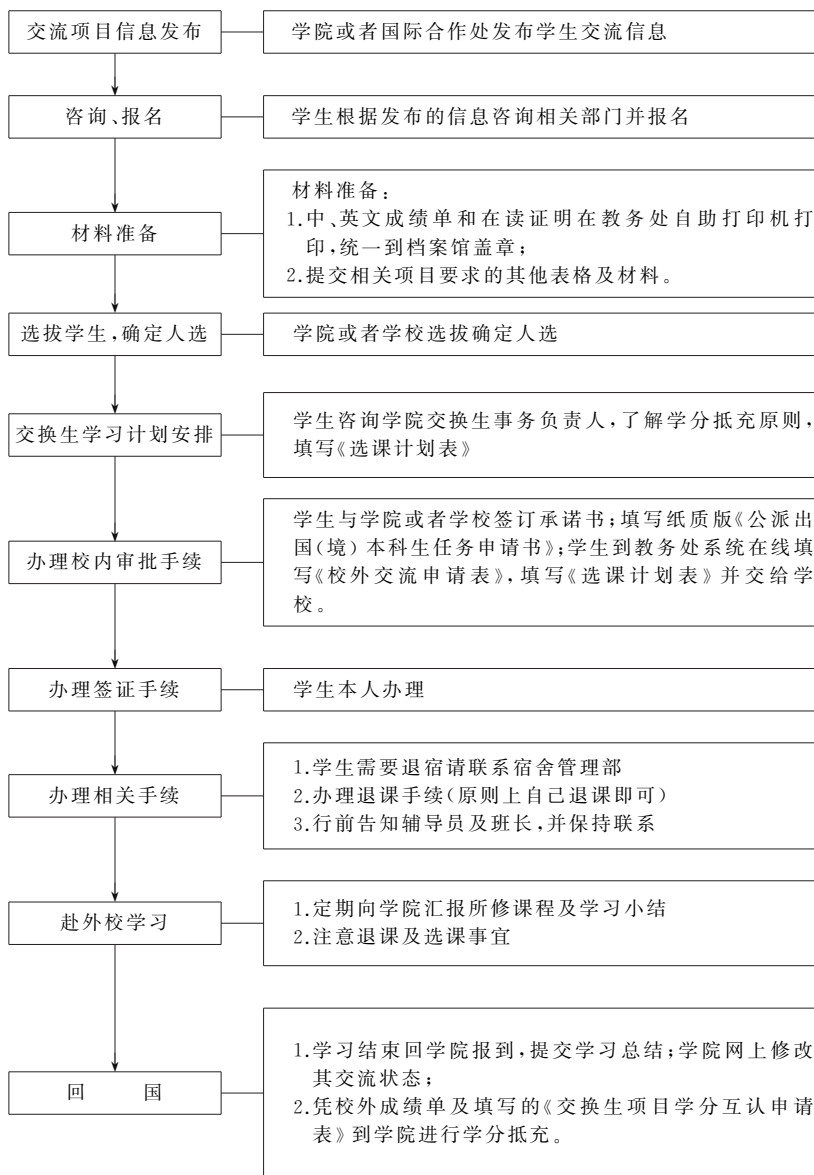 交流项目信息发布
学院或者国际合作处发布学生交流信息
咨询、报名
学生根据发布的信息咨询相关部门并报名
材料准备
材料准备:
1.中、英文成绩单和在读证明在教务处自助打印机打
印,统一到档案馆盖章;
2.提交相关项目要求的其他表格及材料。
选拔学生,确定人选
学院或者学校选拔确定人选
交换生学习计划安排
学生咨询学院交换生事务负责人,了解学分抵充原则,
填写《选课计划表》
办理校内审批手续
学生与学院或者学校签订承诺书;填写纸质版《公派出
国(境)本科生任务申请书》;学生到教务处系统在线填
写《校外交流申请表》,填写《选课计划表》并交给学
校。
办理签证手续
学生本人办理
办理相关手续
1.学生需要退宿请联系宿舍管理部
2.办理退课手续(原则上自己退课即可)
3.行前告知辅导员及班长,并保持联系
赴外校学习
1.定期向学院汇报所修课程及学习小结
2.注意退课及选课事宜
回 国
1.学习结束回学院报到,提交学习总结;学院网上修改
其交流状态;
2.凭校外成绩单及填写的《交换生项目学分互认申请
表》到学院进行学分抵充。